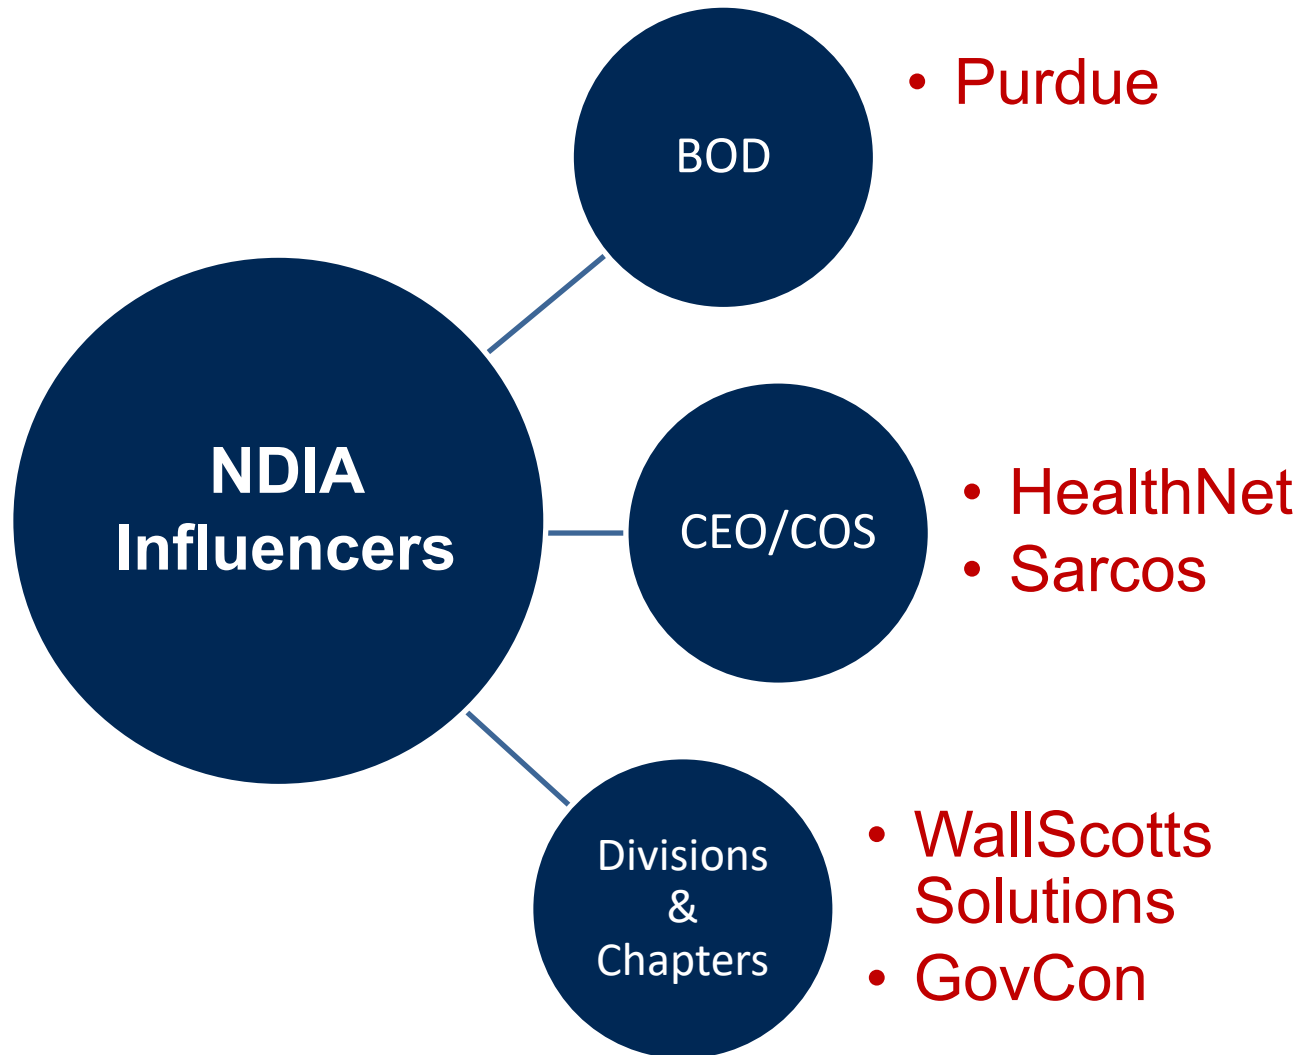 NDIA
Influencers
BOD
• Purdue
CEO/COS
• HealthNet
• Sarcos
Divisions
&
Chapters
• WallScotts
Solutions
• GovCon